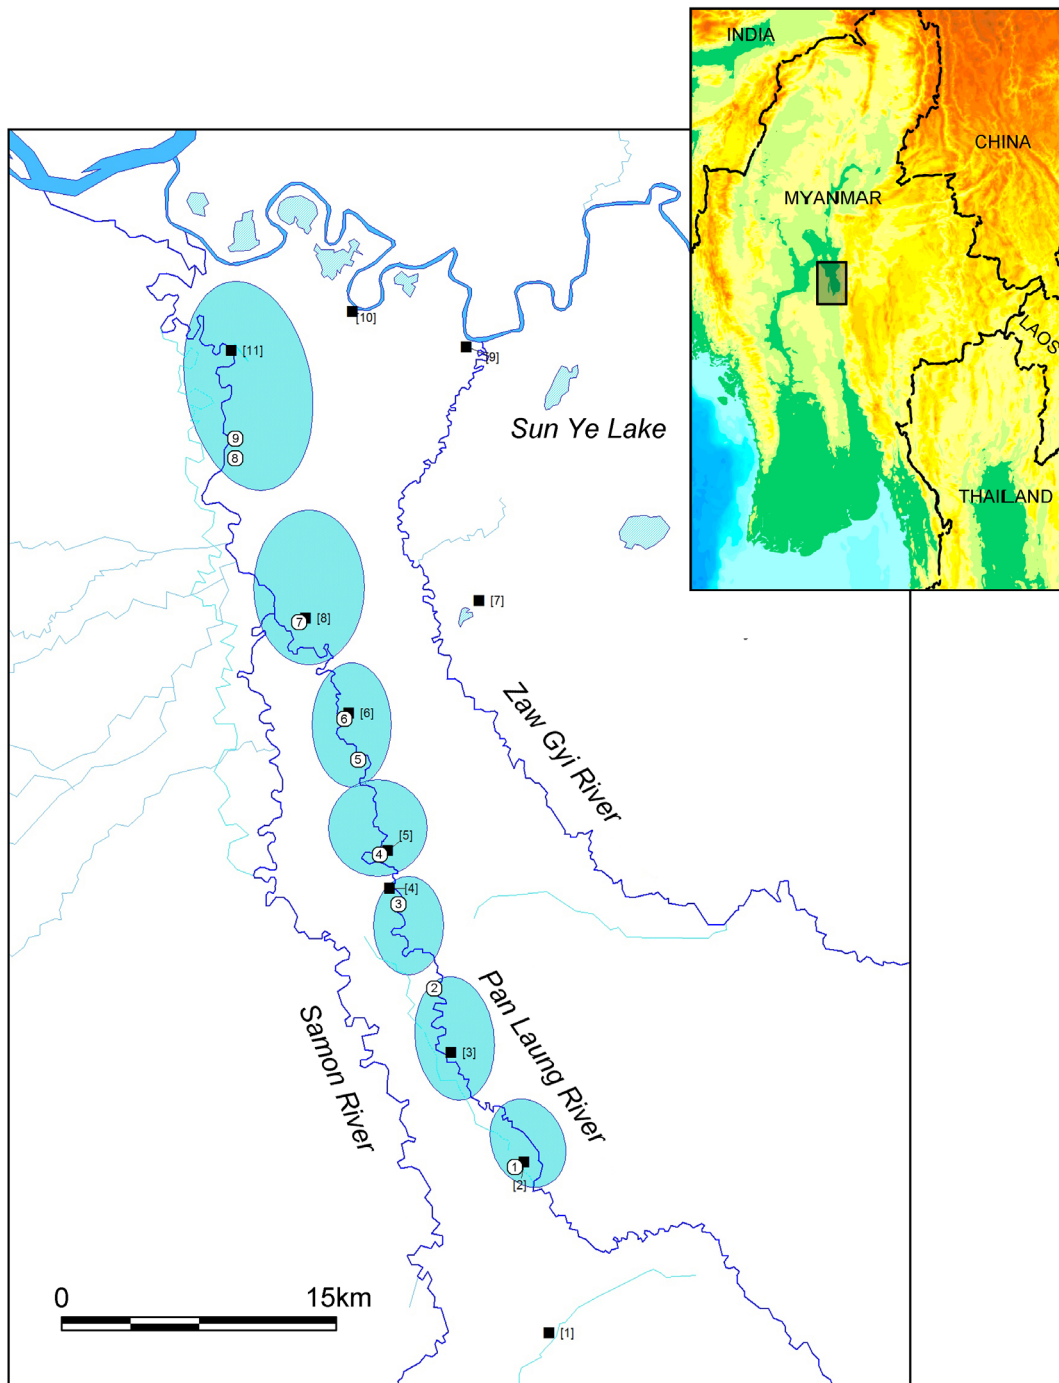 INDIA
CHINA
MYANMAR
LAOS
THAILAND
[10]
[9]
[11]
Sun Ye Lake
9
8
[7]
7
[8]
Zaw Gyi River
6
[6]
5
[5]
4
[4]
3
2
Pan Laung River
Samon River
[3]
1
[2]
0
15km
[1]